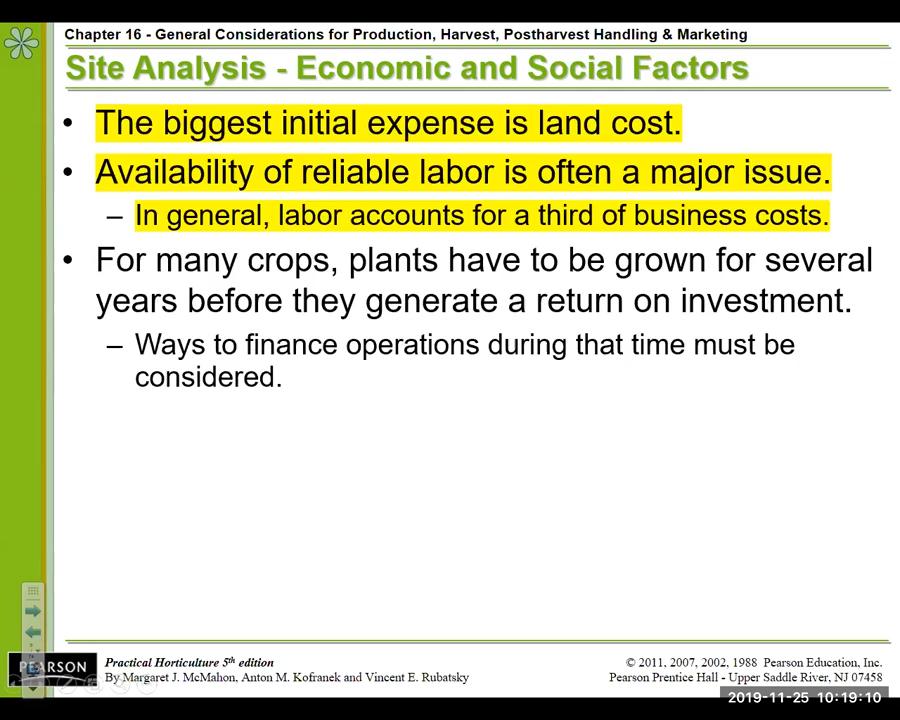 Chapter 16 - General Considerations for Production, Harvest, Postharvest Handling & Marketing
Site Analysis - Economic and Social Factors
• The biggest initial expense is land cost.
• Availability of reliable labor is often a major issue.
– In general, labor accounts for a third of business costs.
• For many crops, plants have to be grown for several
years before they generate a return on investment.
– Ways to finance operations during that time must be
considered.
PEARSON
Practical Horticulture 5th edition
By Margaret J. McMahon, Anton M. Kofranek and Vincent E. Rubatsky
© 2011, 2007, 2002, 1988 Pearson Education, Inc.
Pearson Prentice Hall - Upper Saddle River, NJ 07458
2019-11-25 10:19:10